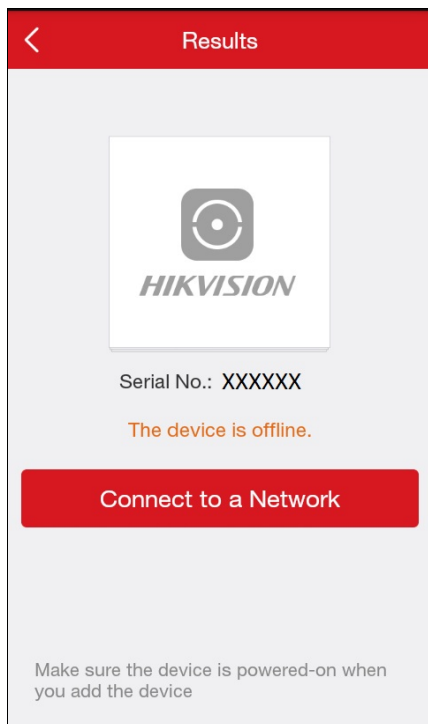 Results
HIKVISION
Serial No.: XXXXXX
The device is offline.
Connect to a Network
Make sure the device is powered-on when
you add the device